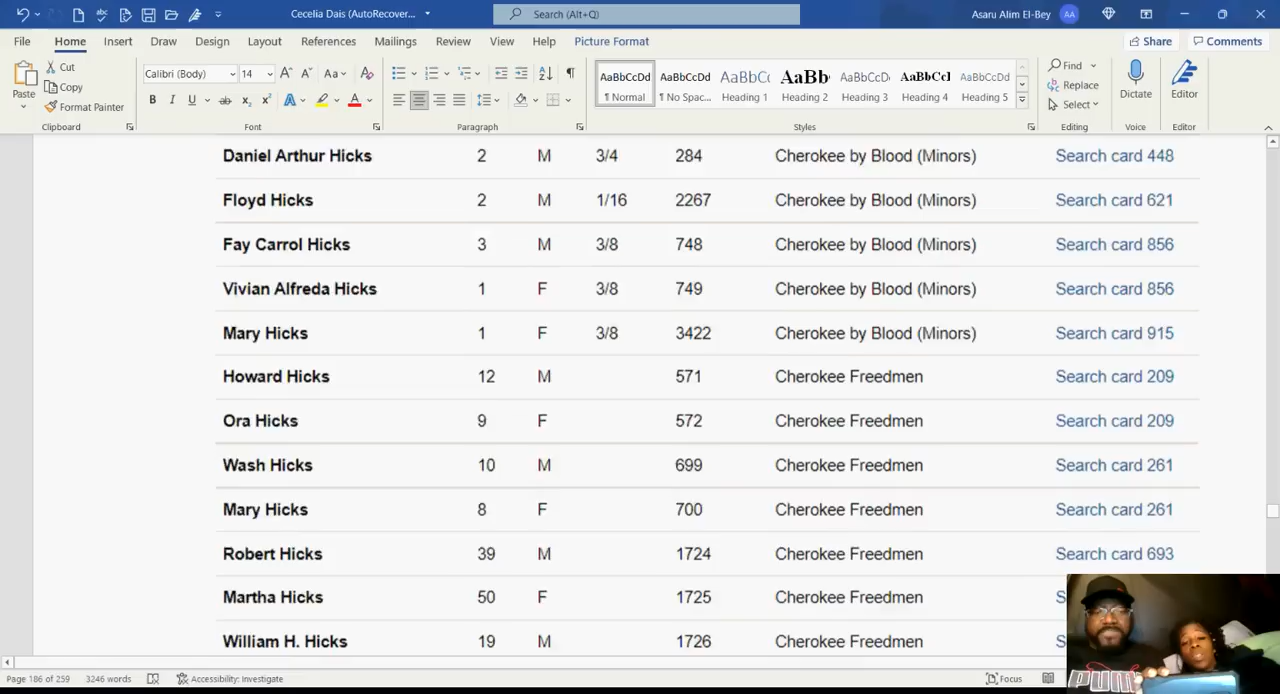 Cecelia Dais (AutoRecover...
Search (Alt+Q)
Asaru Alim El-Bey AA
File Home Insert Draw Design Layout References Mailings Review View Help Picture Format Share Comments
Paste Cut Copy Format Painter
Calibri (Body) 14
AaBbCcDd AaBbCcDd AaBbCc AaBb AaBbCcDd AaBbCcI AaBbCcDd
¶ Normal ¶ No Spac... Heading 1 Heading 2 Heading 3 Heading 4 Heading 5
Find Replace Select Dictate Editor
Clipboard Font Paragraph Styles Editing Voice Editor
Daniel Arthur Hicks 2 M 3/4 284 Cherokee by Blood (Minors) Search card 448
Floyd Hicks 2 M 1/16 2267 Cherokee by Blood (Minors) Search card 621
Fay Carrol Hicks 3 M 3/8 748 Cherokee by Blood (Minors) Search card 856
Vivian Alfreda Hicks 1 F 3/8 749 Cherokee by Blood (Minors) Search card 856
Mary Hicks 1 F 3/8 3422 Cherokee by Blood (Minors) Search card 915
Howard Hicks 12 M 571 Cherokee Freedmen Search card 209
Ora Hicks 9 F 572 Cherokee Freedmen Search card 209
Wash Hicks 10 M 699 Cherokee Freedmen Search card 261
Mary Hicks 8 F 700 Cherokee Freedmen Search card 261
Robert Hicks 39 M 1724 Cherokee Freedmen Search card 693
Martha Hicks 50 F 1725 Cherokee Freedmen
William H. Hicks 19 M 1726 Cherokee Freedmen
PUM
Page 186 of 259 3246 words Accessibility: Investigate Focus